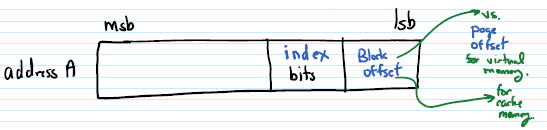 msb
lsb
address A
index
bits
Block
offset
vs.
page
offset
for virtual
memory.
for
cache
memory